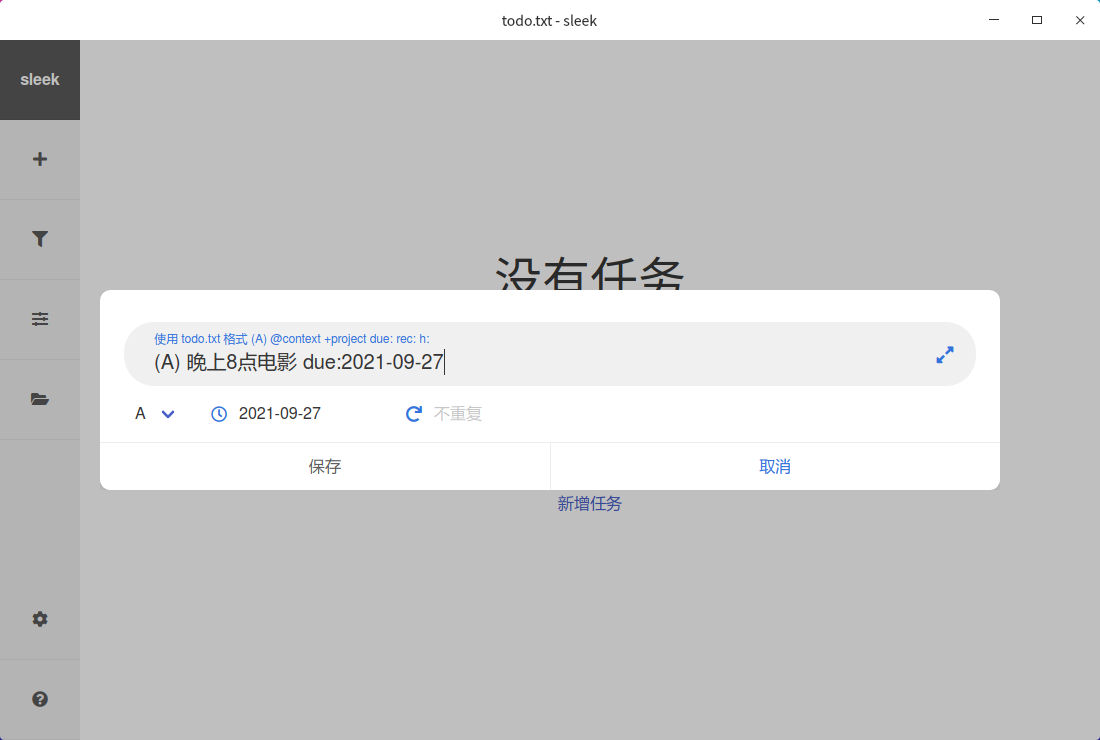 todo.txt - sleek
sleek
没有任务
使用 todo.txt 格式 (A) @context +project due: rec: h:
(A) 晚上8点电影 due:2021-09-27
A 2021-09-27 不重复
保存 取消
新增任务